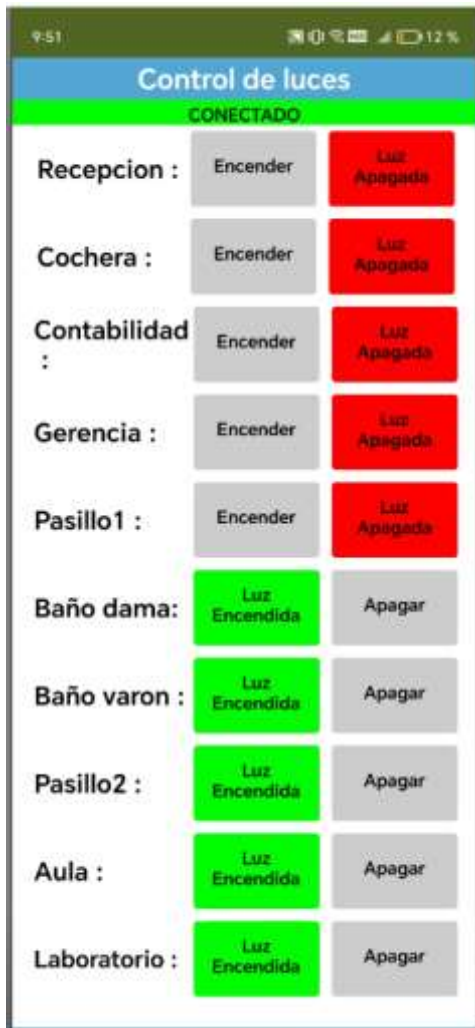 9:51
12 %
Control de luces
CONECTADO
Recepcion :
Encender
Luz
Apagada
Cochera :
Encender
Luz
Apagada
Contabilidad
:
Encender
Luz
Apagada
Gerencia :
Encender
Luz
Apagada
Pasillo1 :
Encender
Luz
Apagada
Baño dama:
Luz
Encendida
Apagar
Baño varon :
Luz
Encendida
Apagar
Pasillo2 :
Luz
Encendida
Apagar
Aula :
Luz
Encendida
Apagar
Laboratorio :
Luz
Encendida
Apagar